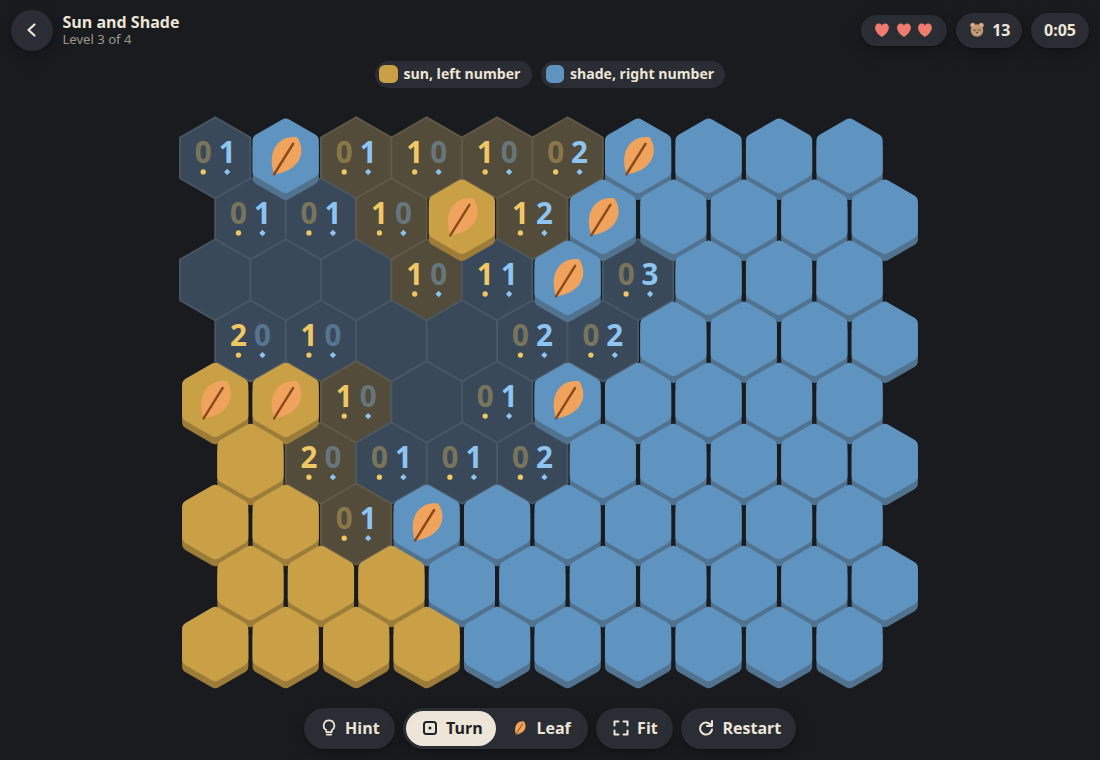 Sun and Shade
Level 3 of 4
13
0:05
sun, left number
shade, right number
0 1 0 1 1 0 1 0 0 2
0 1 0 1 1 0 1 2
1 0 1 1 0 3
2 0 1 0 0 2 0 2
1 0 0 1
2 0 0 1 0 1 0 2
0 1
Hint
Turn
Leaf
Fit
Restart